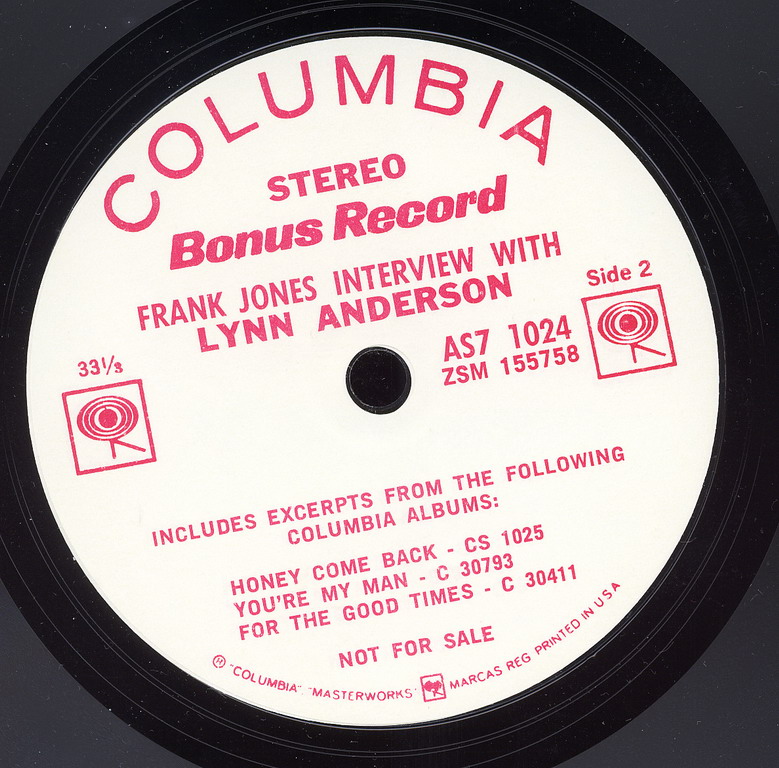 COLUMBIA
STEREO
Bonus Record
FRANK JONES INTERVIEW WITH
LYNN ANDERSON
Side 2
AS7 1024
ZSM 155758
33⅓
INCLUDES EXCERPTS FROM THE FOLLOWING
COLUMBIA ALBUMS:
HONEY COME BACK - CS 1025
YOU'RE MY MAN - C 30793
FOR THE GOOD TIMES - C 30411
NOT FOR SALE
Ⓗ "COLUMBIA", "MASTERWORKS" MARCAS REG PRINTED IN U S A